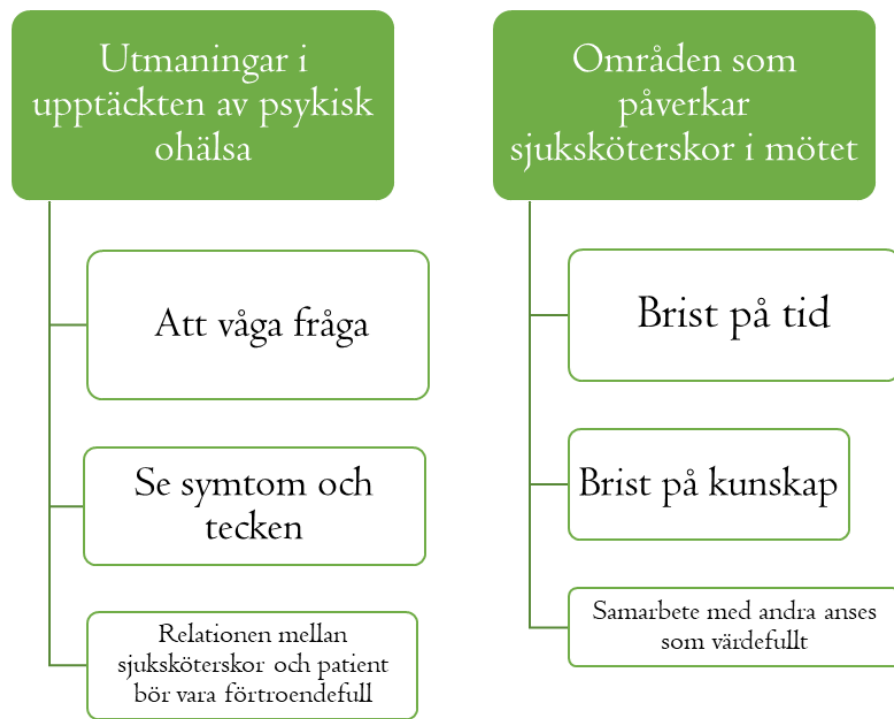 Utmaningar i
upptäckten av psykisk
ohälsa
Att våga fråga
Se symtom och
tecken
Relationen mellan
sjuksköterskor och patient
bör vara förtroendefull
Områden som
påverkar
sjuksköterskor i mötet
Brist på tid
Brist på kunskap
Samarbete med andra anses
som värdefullt